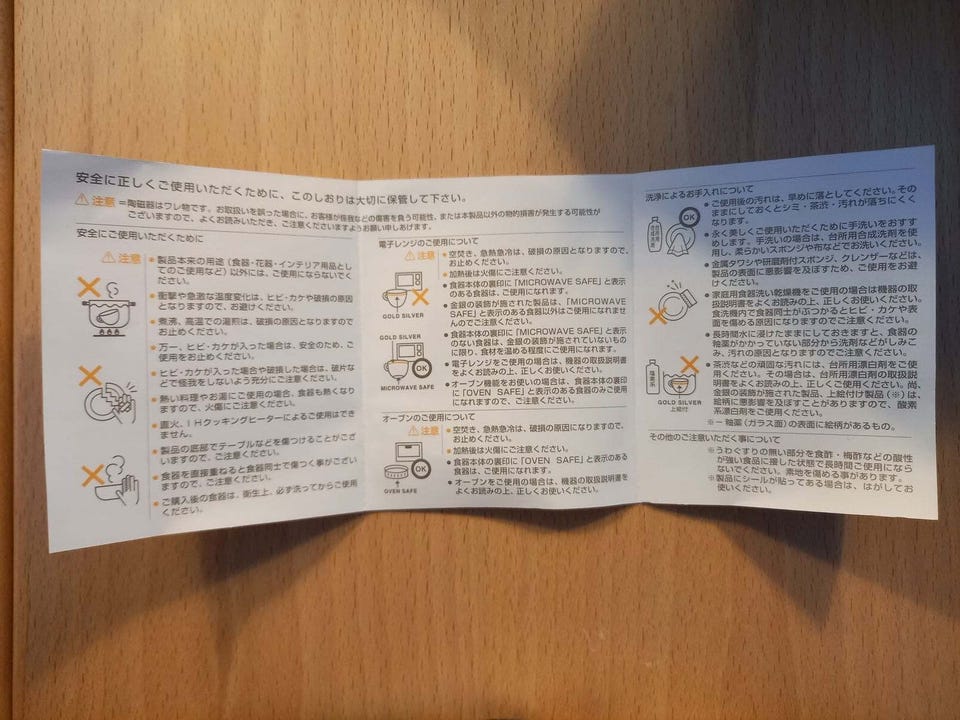 安全に正しくご使用いただくために、このしおりは大切に保管して下さい。
⚠注意 =陶磁器はワレ物です。お取扱いを誤った場合に、お客様が怪我などの傷害を負う可能性、または本製品以外の物的損害が発生する可能性が
ございますので、よくお読みいただき、ご注意くださいますようお願い申しあげます。
安全にご使用いただくために
⚠注意
●製品本来の用途(食器・花器・インテリア用品とし
てのご使用など)以外には、ご使用にならないでく
ださい。
●衝撃や急激な温度変化は、ヒビ・カケや破損の原因
となりますので、お避けください。
●煮沸、高温での湯煎は、破損の原因となりますので
お止めください。
●万一、ヒビ・カケが入った場合は、安全のため、ご
使用をお止めください。
●ヒビ・カケが入った場合や破損した場合は、破片な
どで怪我をしないよう充分にご注意ください。
●熱い料理やお湯にご使用の場合、食器も熱くなり
ますので、火傷にご注意ください。
●直火、IHクッキングヒーターによるご使用はでき
ません。
●製品の底部でテーブルなどを傷つけることがござ
いますので、ご注意ください。
●食器を直接重ねると食器同士で傷つく事がござい
ますので、ご注意ください。
●ご購入後の食器は、衛生上、必ず洗ってからご使用
ください。
電子レンジのご使用について
⚠注意
●空焚き、急熱急冷は、破損の原因となりますので、
お止めください。
●加熱後は火傷にご注意ください。
●食器本体の裏印に「MICROWAVE SAFE」と表示
のある食器は、ご使用になれます。
●金銀の装飾が施された製品は、「MICROWAVE
SAFE」と表示のある食器以外はご使用になれませ
んのでご注意ください。
●食器本体の裏印に「MICROWAVE SAFE」と表示
のない食器は、金銀の装飾が施されていないもの
に限り、食材を温める程度にご使用になれます。
●電子レンジをご使用の場合は、機器の取扱説明書
をよくお読みの上、正しくお使いください。
●オーブン機能をお使いの場合は、食器本体の裏印
に「OVEN SAFE」と表示のある食器のみご使用に
なれますので、ご注意ください。
GOLD SILVER
GOLD SILVER
OK
MICROWAVE SAFE
オーブンのご使用について
⚠注意
●空焚き、急熱急冷は、破損の原因になりますので、
お止めください。
●加熱後は火傷にご注意ください。
●食器本体の裏印に「OVEN SAFE」と表示のある食
器は、ご使用になれます。
●オーブンをご使用の場合は、機器の取扱説明書を
よくお読みの上、正しくお使いください。
OK
OVEN SAFE
洗浄によるお手入れについて
●ご使用後の汚れは、早めに落としてください。その
ままにしておくとシミ・茶渋・汚れが落ちにくく
なります。
●永く美しくご使用いただくために手洗いをおすす
めします。手洗いの場合は、台所用合成洗剤をご使
用し、柔らかいスポンジや布などでお洗いください。
●金属タワシや研磨剤付スポンジ、クレンザーなどは、
製品の表面に悪影響を及ぼすため、ご使用をお避
けください。
●家庭用食器洗い乾燥機をご使用の場合は機器の取
扱説明書をよくお読みの上、正しくお使いください。
食洗機内で食器同士がぶつかるとヒビ・カケや表
面を傷める原因になりますのでご注意ください。
●長時間水に浸けたままにしておきますと、食器の
釉薬がかかっていない部分から洗剤などがしみこ
み、汚れの原因となりますのでご注意ください。
●茶渋などの頑固な汚れには、台所用漂白剤をご使
用ください。その場合は、台所用漂白剤の取扱説
明書をよくお読みの上、正しくご使用ください。尚、
金銀の装飾が施された製品、上絵付け製品(※)は、
絵柄に悪影響を及ぼすことがありますので、酸素
系漂白剤をご使用ください。
※ー釉薬(ガラス面)の表面に絵柄があるもの。
OK
台所用
合成洗剤
塩素系
GOLD SILVER
上絵付
その他のご注意いただく事について
※うわぐすりの無い部分を食酢・梅酢などの酸性
が強い食品に接した状態で長時間ご使用になら
ないでください。素地を傷める事があります。
※製品にシールが貼ってある場合は、はがしてお
使いください。